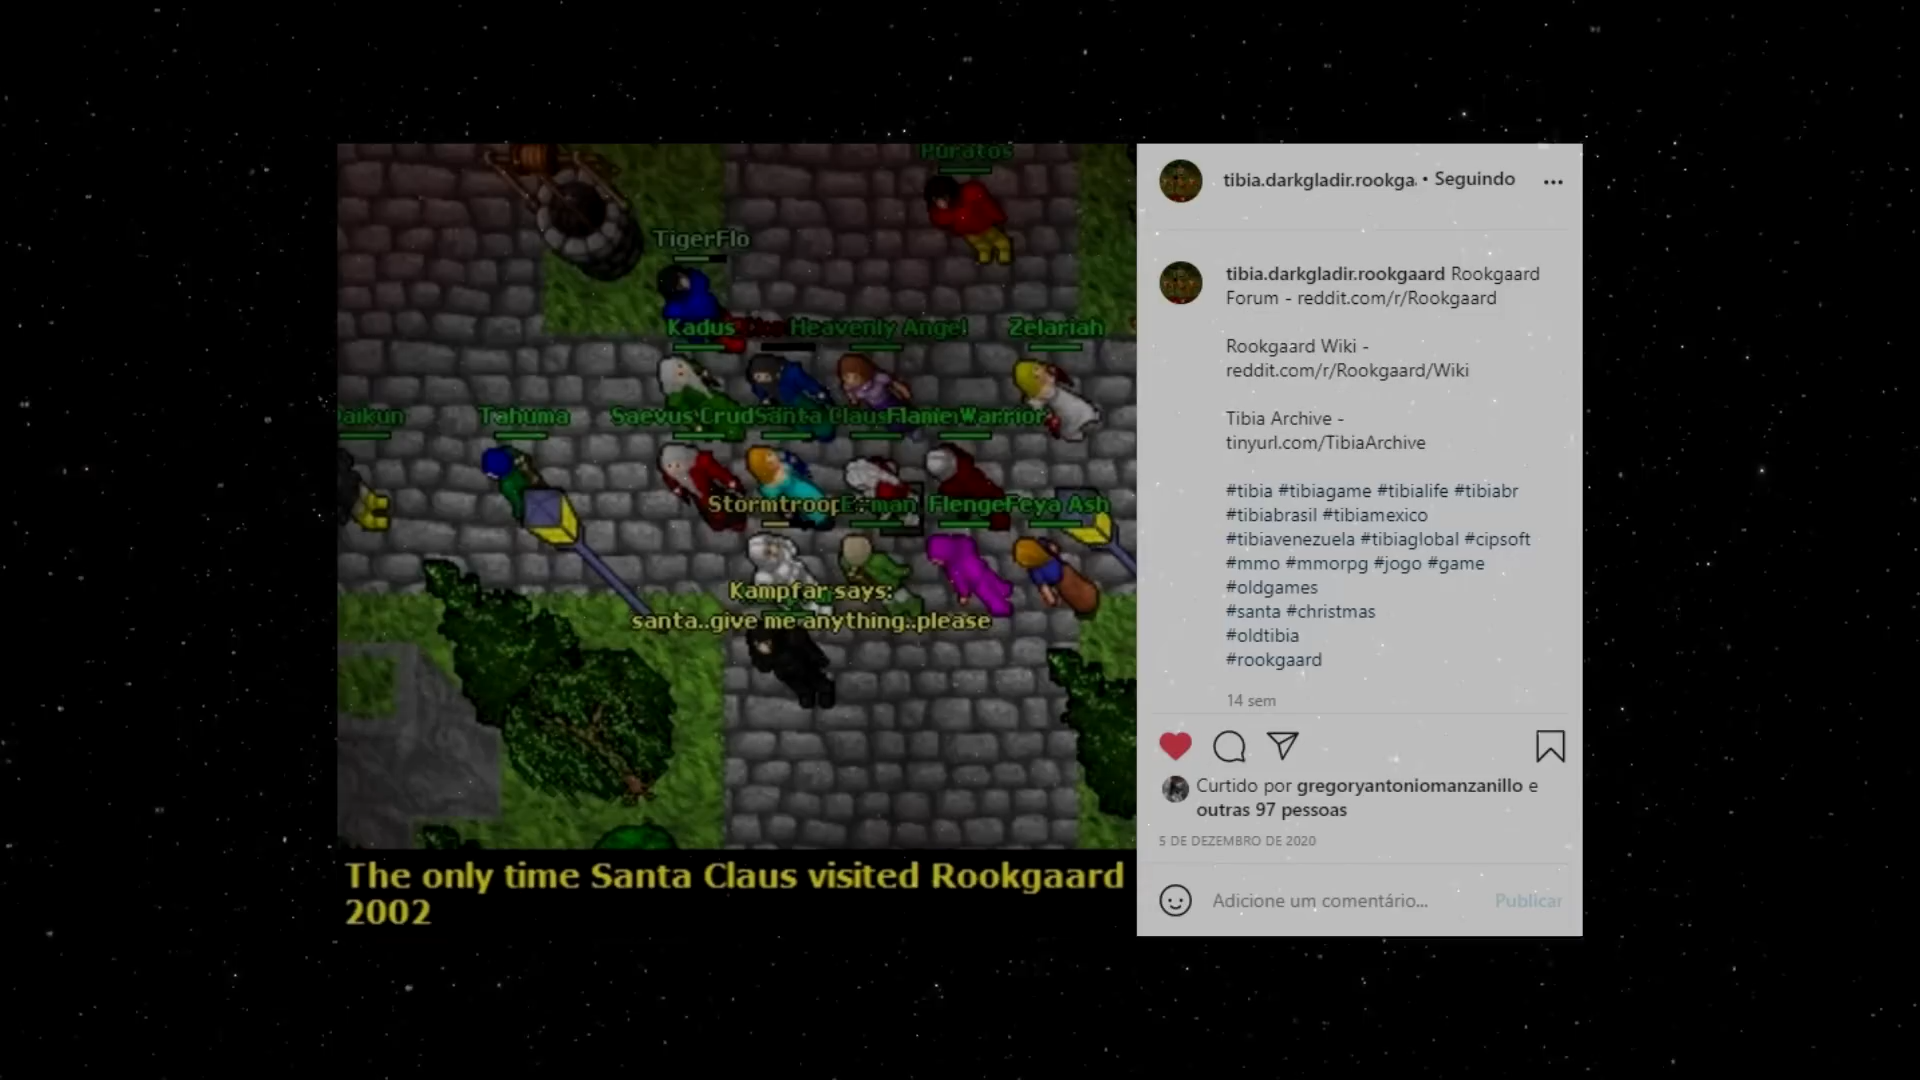 Puratos
TigerFlo
Kadus
Heavenly Angel
Zelariah
aikun
Tahuma
Saevus Crud
Santa Claus
Warrior
Stormtroop
Flenge
Feya Ash
Kampfar says:
santa..give me anything..please
The only time Santa Claus visited Rookgaard
2002
tibia.darkgladir.rookga. • Seguindo ...
tibia.darkgladir.rookgaard Rookgaard
Forum - reddit.com/r/Rookgaard
Rookgaard Wiki -
reddit.com/r/Rookgaard/Wiki
Tibia Archive -
tinyurl.com/TibiaArchive
#tibia #tibiagame #tibialife #tibiabr
#tibiabrasil #tibiamexico
#tibiavenezuela #tibiaglobal #cipsoft
#mmo #mmorpg #jogo #game
#oldgames
#santa #christmas
#oldtibia
#rookgaard
14 sem
Curtido por gregoryantoniomanzanillo e
outras 97 pessoas
5 DE DEZEMBRO DE 2020
Adicione um comentário... Publicar